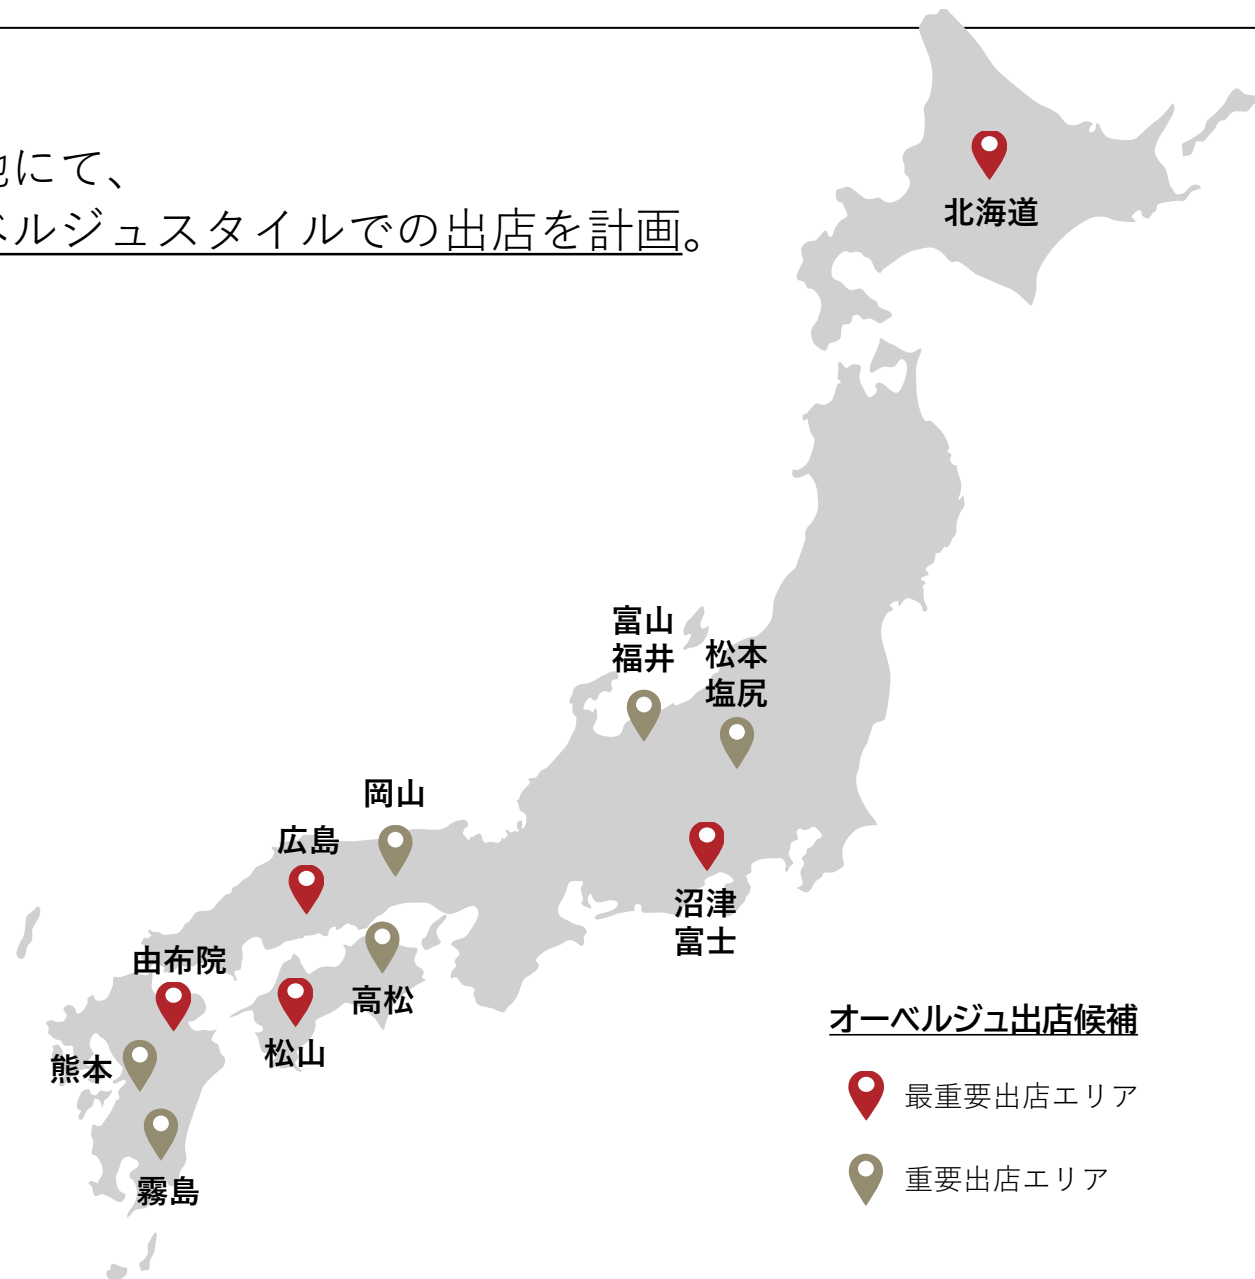 にて、
ベルジュスタイルでの出店を計画。
北海道
富山
福井
松本
塩尻
岡山
広島
沼津
富士
由布院
高松
松山
熊本
霧島
オーベルジュ出店候補
最重要出店エリア
重要出店エリア